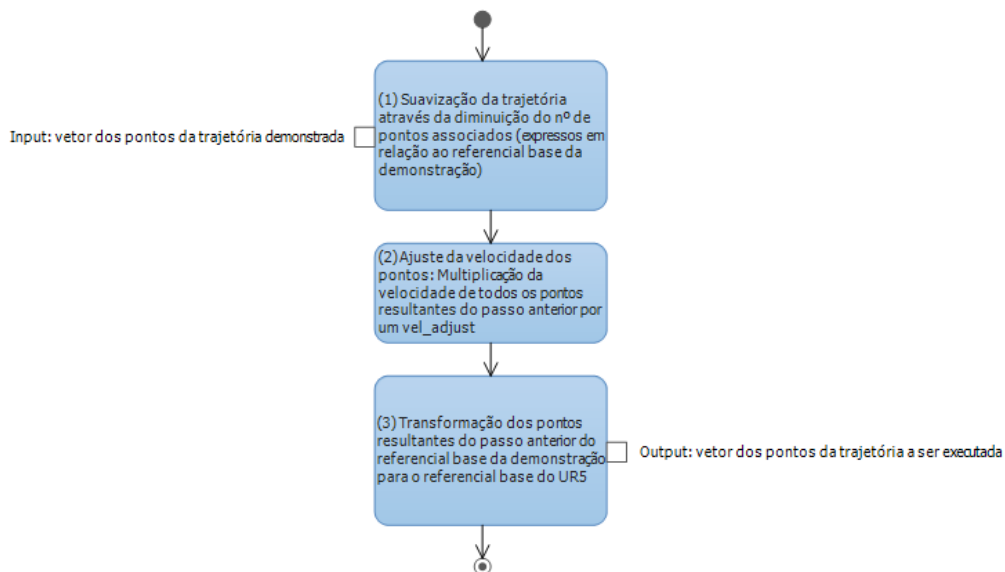 (1) Suavização da trajetória
através da diminuição do nº de
pontos associados (expressos em
relação ao referencial base da
demonstração)
Input: vetor dos pontos da trajetória demonstrada
(2)Ajuste da velocidade dos
pontos: Multiplicação da
velocidade de todos os pontos
resultantes do passo anterior por
um vel_adjust
(3) Transformação dos pontos
resultantes do passo anterior do
referencial base da demonstração
para o referencial base do UR5
Output: vetor dos pontos da trajetória a ser executada